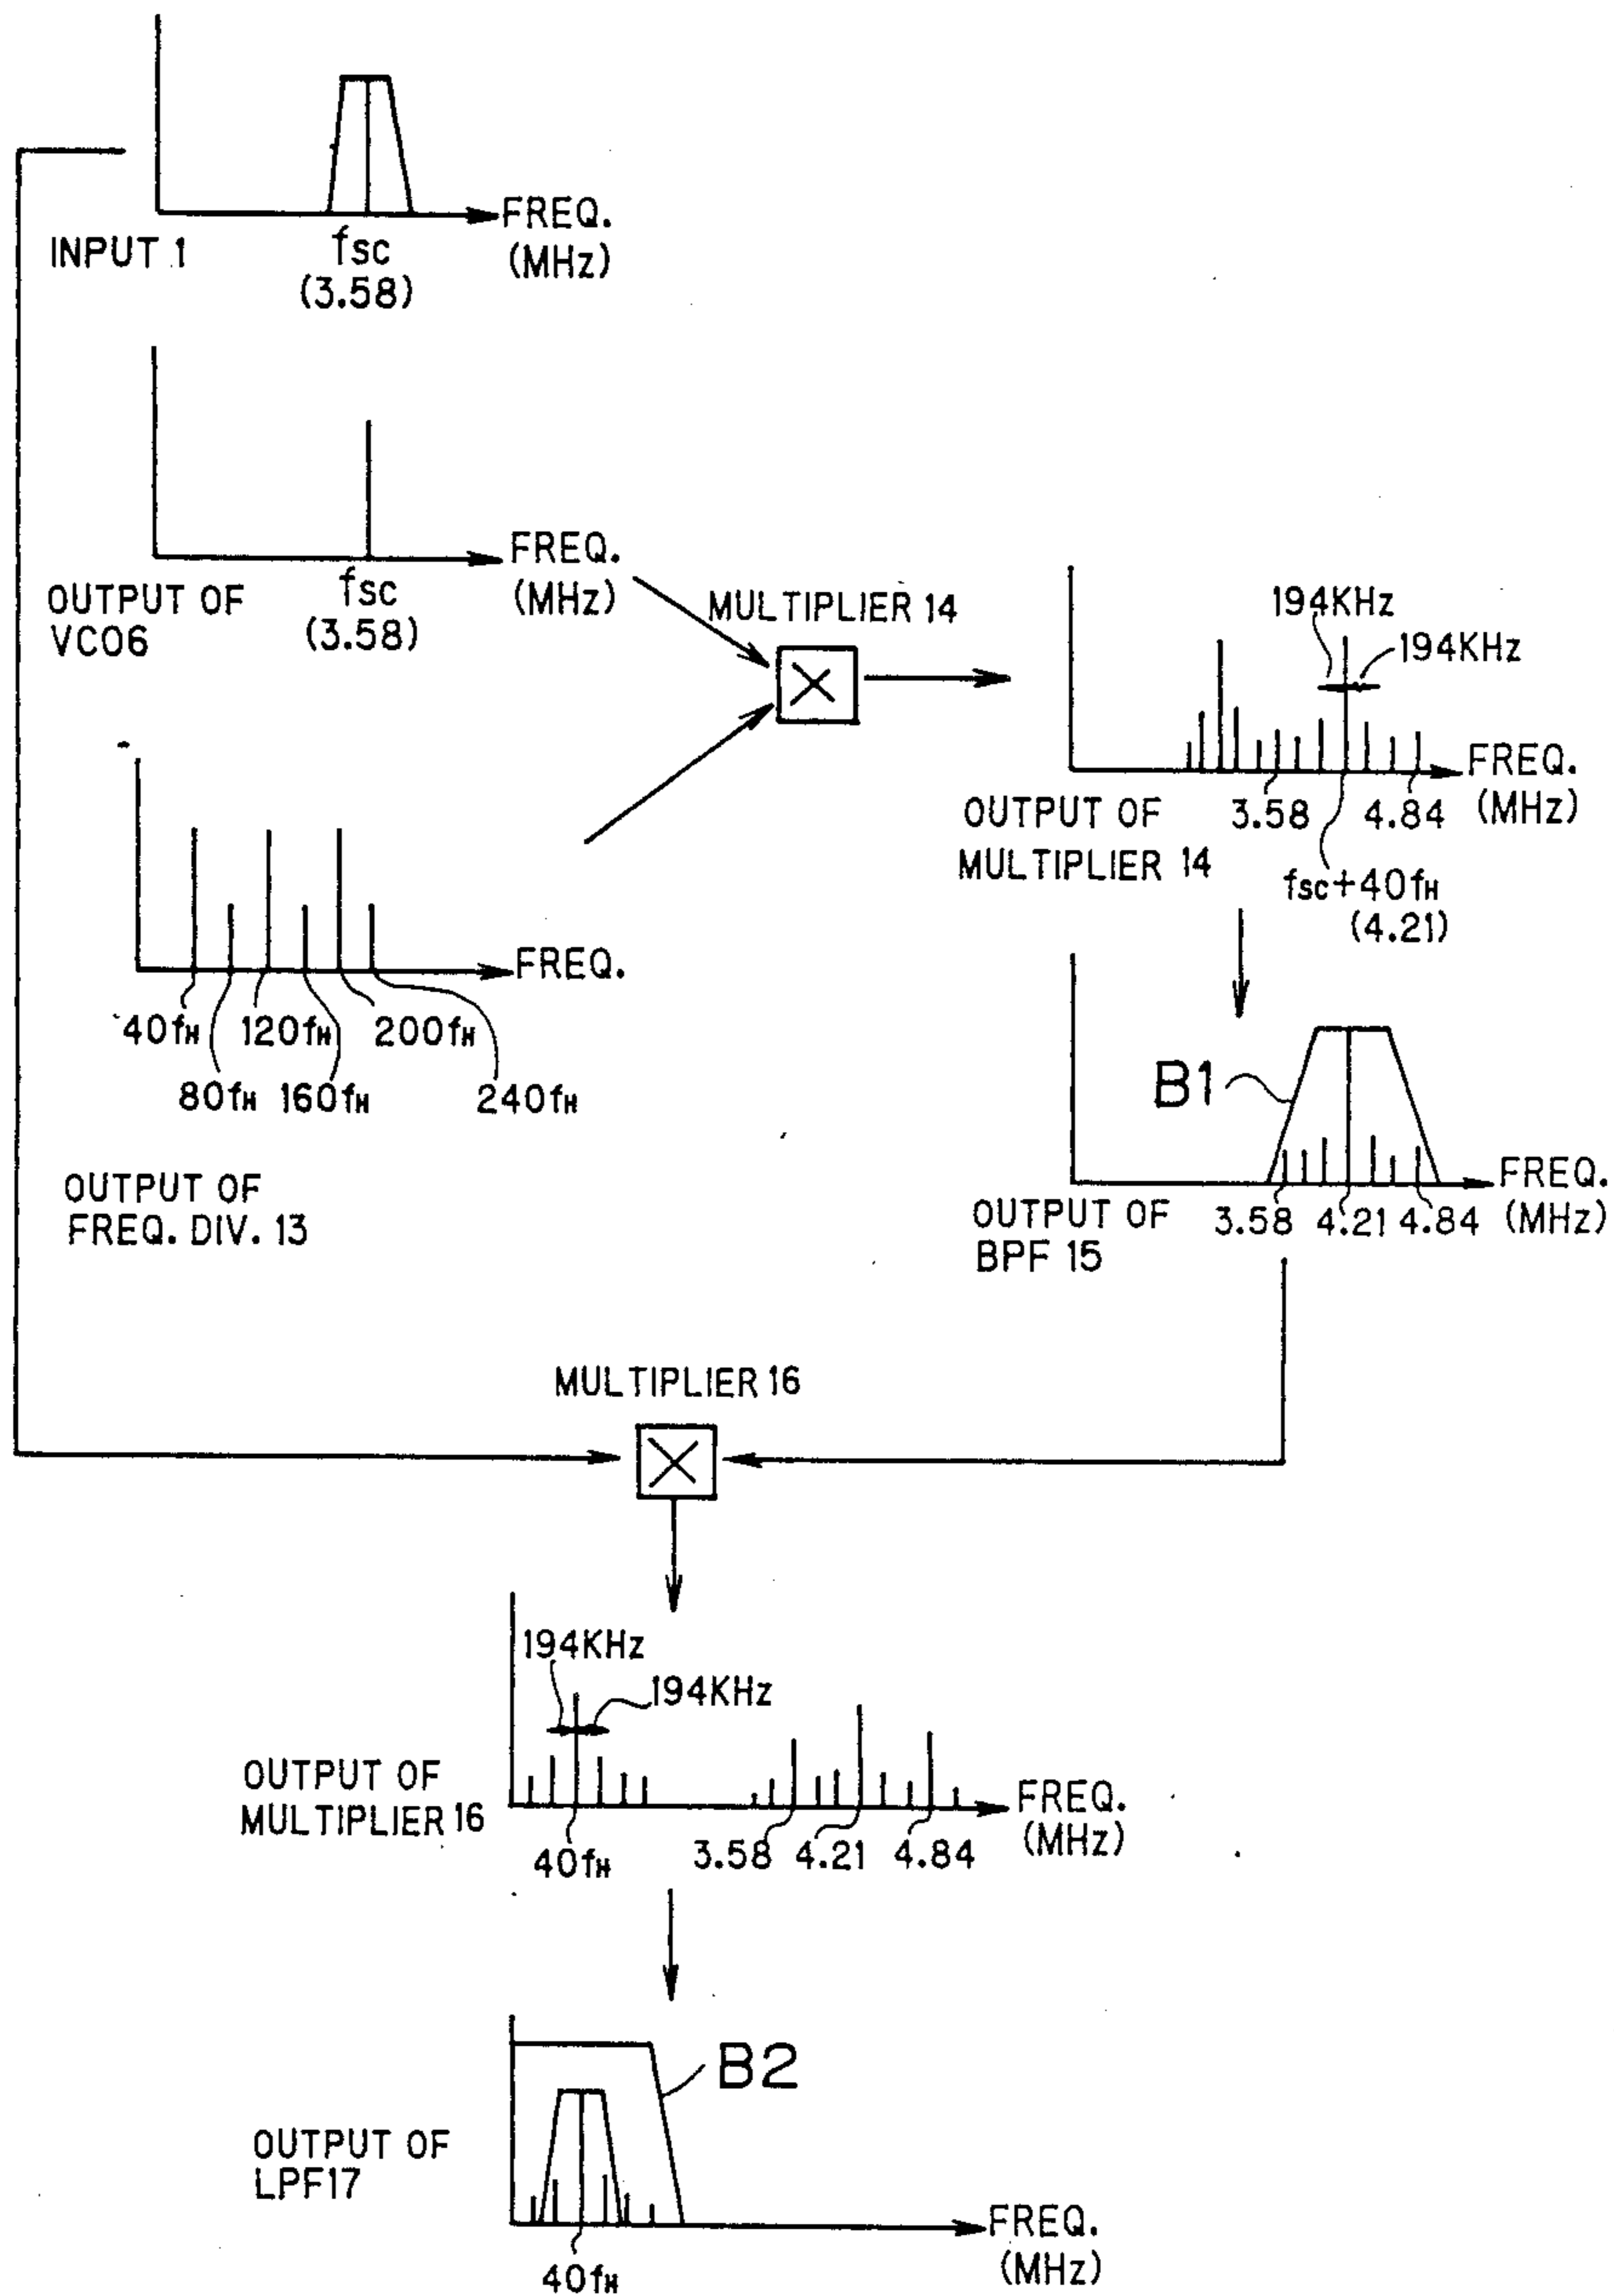 FREQ.
(MHz)
INPUT 1
fsc
(3.58)
FREQ.
(MHz)
OUTPUT OF
VCO6
fsc
(3.58)
MULTIPLIER 14
194KHz
194KHz
FREQ.
(MHz)
OUTPUT OF
MULTIPLIER 14
3.58
4.84
fsc+40fH
(4.21)
FREQ.
40fH
120fH
200fH
80fH
160fH
240fH
OUTPUT OF
FREQ. DIV. 13
B1
FREQ.
(MHz)
OUTPUT OF
BPF 15
3.58
4.21
4.84
MULTIPLIER 16
194KHz
194KHz
OUTPUT OF
MULTIPLIER 16
FREQ.
(MHz)
40fH
3.58
4.21
4.84
B2
OUTPUT OF
LPF17
FREQ.
(MHz)
40fH